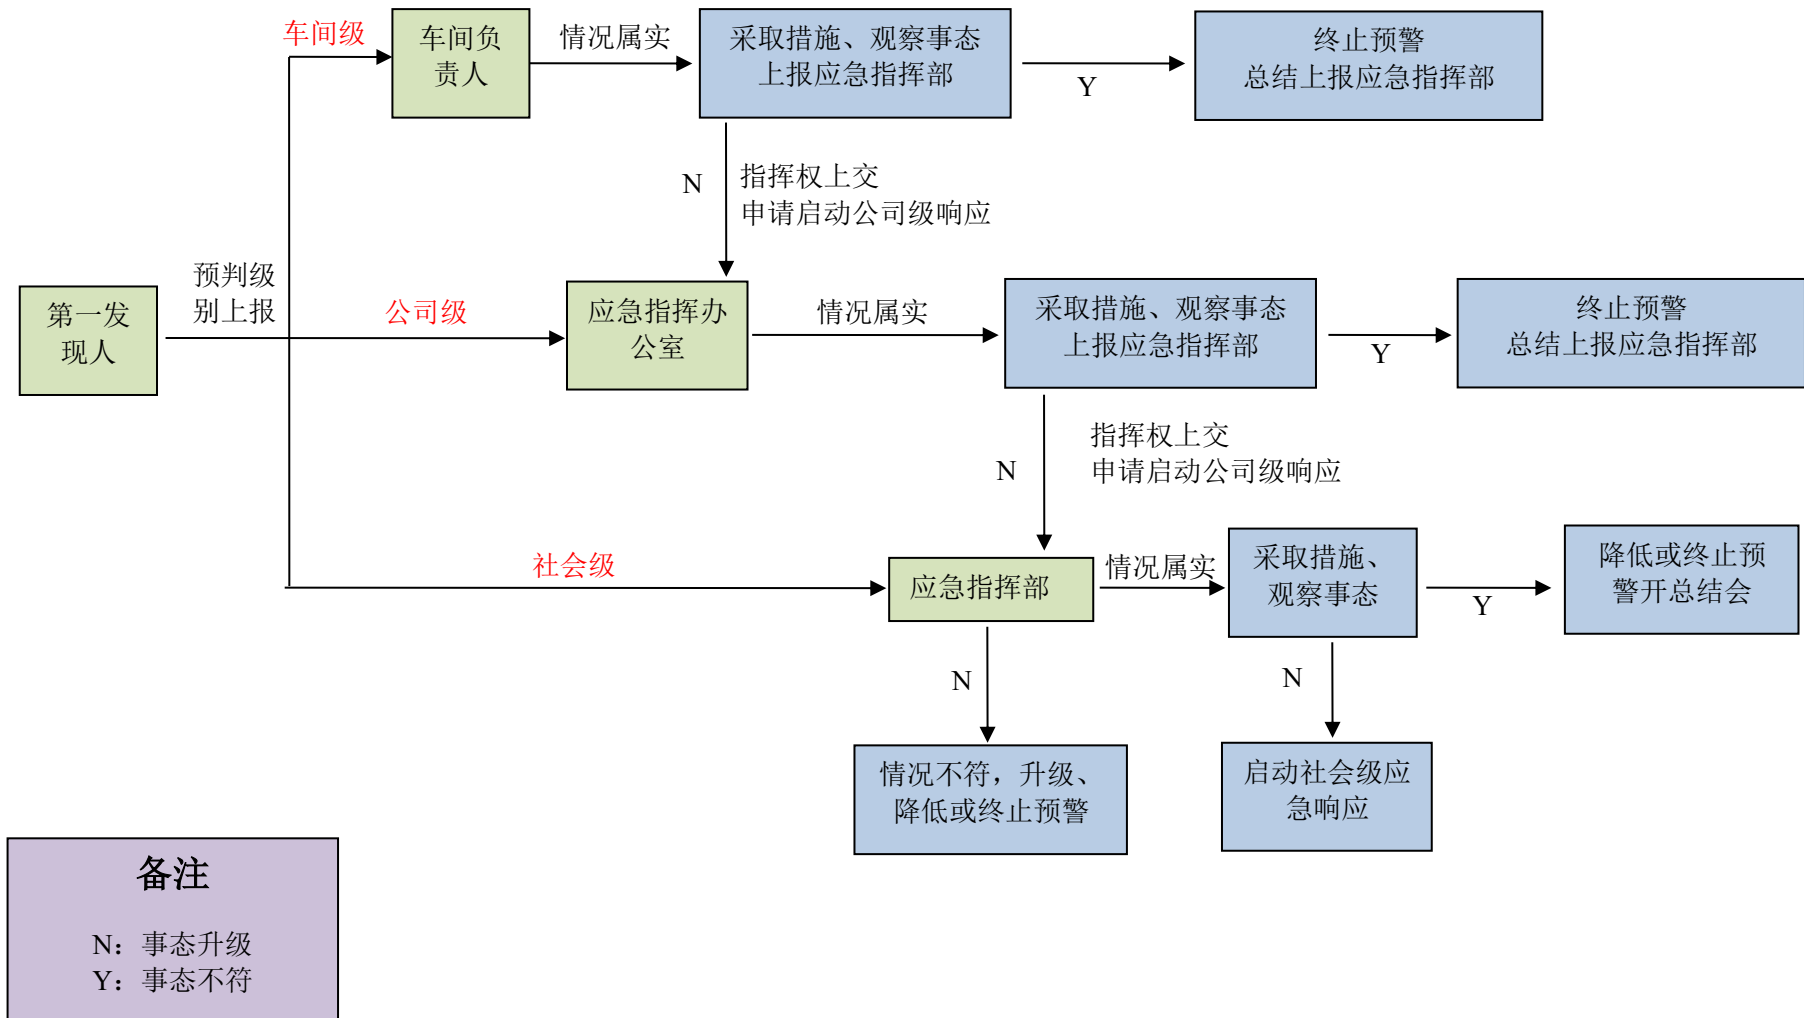 车间级
车间负
责人
情况属实
采取措施、观察事态
上报应急指挥部
Y
终止预警
总结上报应急指挥部
N
指挥权上交
申请启动公司级响应
第一发
现人
预判级
别上报
公司级
应急指挥办
公室
情况属实
采取措施、观察事态
上报应急指挥部
Y
终止预警
总结上报应急指挥部
N
指挥权上交
申请启动公司级响应
社会级
应急指挥部
情况属实
采取措施、
观察事态
Y
降低或终止预
警开总结会
N
情况不符，升级、
降低或终止预警
N
启动社会级应
急响应
备注
N：事态升级
Y：事态不符